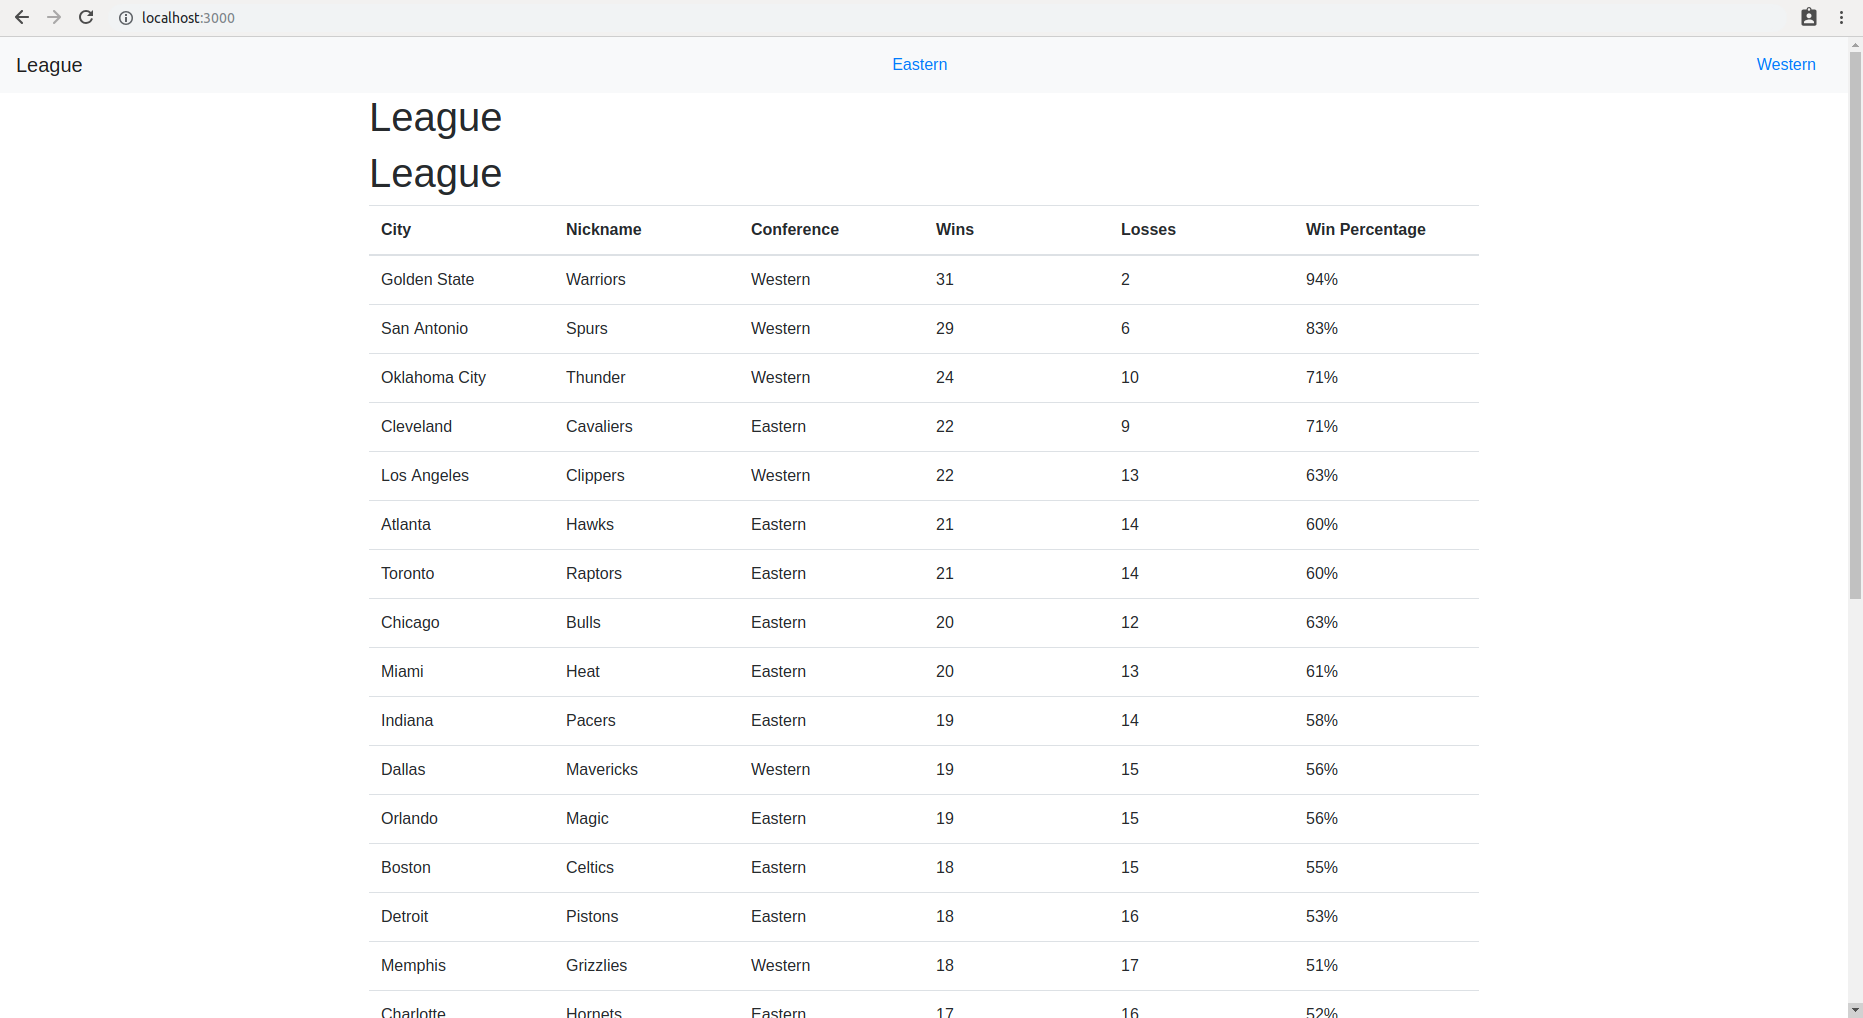 localhost:3000
League Eastern Western
League
League
City Nickname Conference Wins Losses Win Percentage
Golden State Warriors Western 31 2 94%
San Antonio Spurs Western 29 6 83%
Oklahoma City Thunder Western 24 10 71%
Cleveland Cavaliers Eastern 22 9 71%
Los Angeles Clippers Western 22 13 63%
Atlanta Hawks Eastern 21 14 60%
Toronto Raptors Eastern 21 14 60%
Chicago Bulls Eastern 20 12 63%
Miami Heat Eastern 20 13 61%
Indiana Pacers Eastern 19 14 58%
Dallas Mavericks Western 19 15 56%
Orlando Magic Eastern 19 15 56%
Boston Celtics Eastern 18 15 55%
Detroit Pistons Eastern 18 16 53%
Memphis Grizzlies Western 18 17 51%
Charlotte Hornets Eastern 17 16 52%